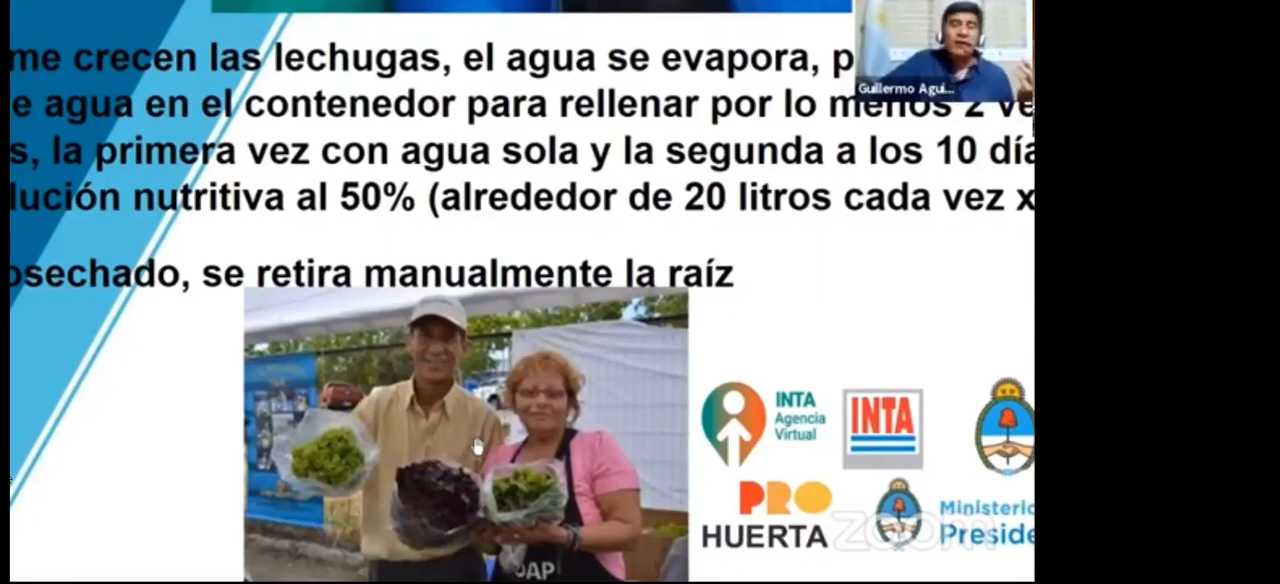 me crecen las lechugas, el agua se evapora, p
e agua en el contenedor para rellenar por lo menos 2 ve
s, la primera vez con agua sola y la segunda a los 10 día
lución nutritiva al 50% (alrededor de 20 litros cada vez x
osechado, se retira manualmente la raíz
Guillermo Agui...
INTA
Agencia
Virtual
INTA
PRO
HUERTA
zoom
Ministerio
Preside
OAP